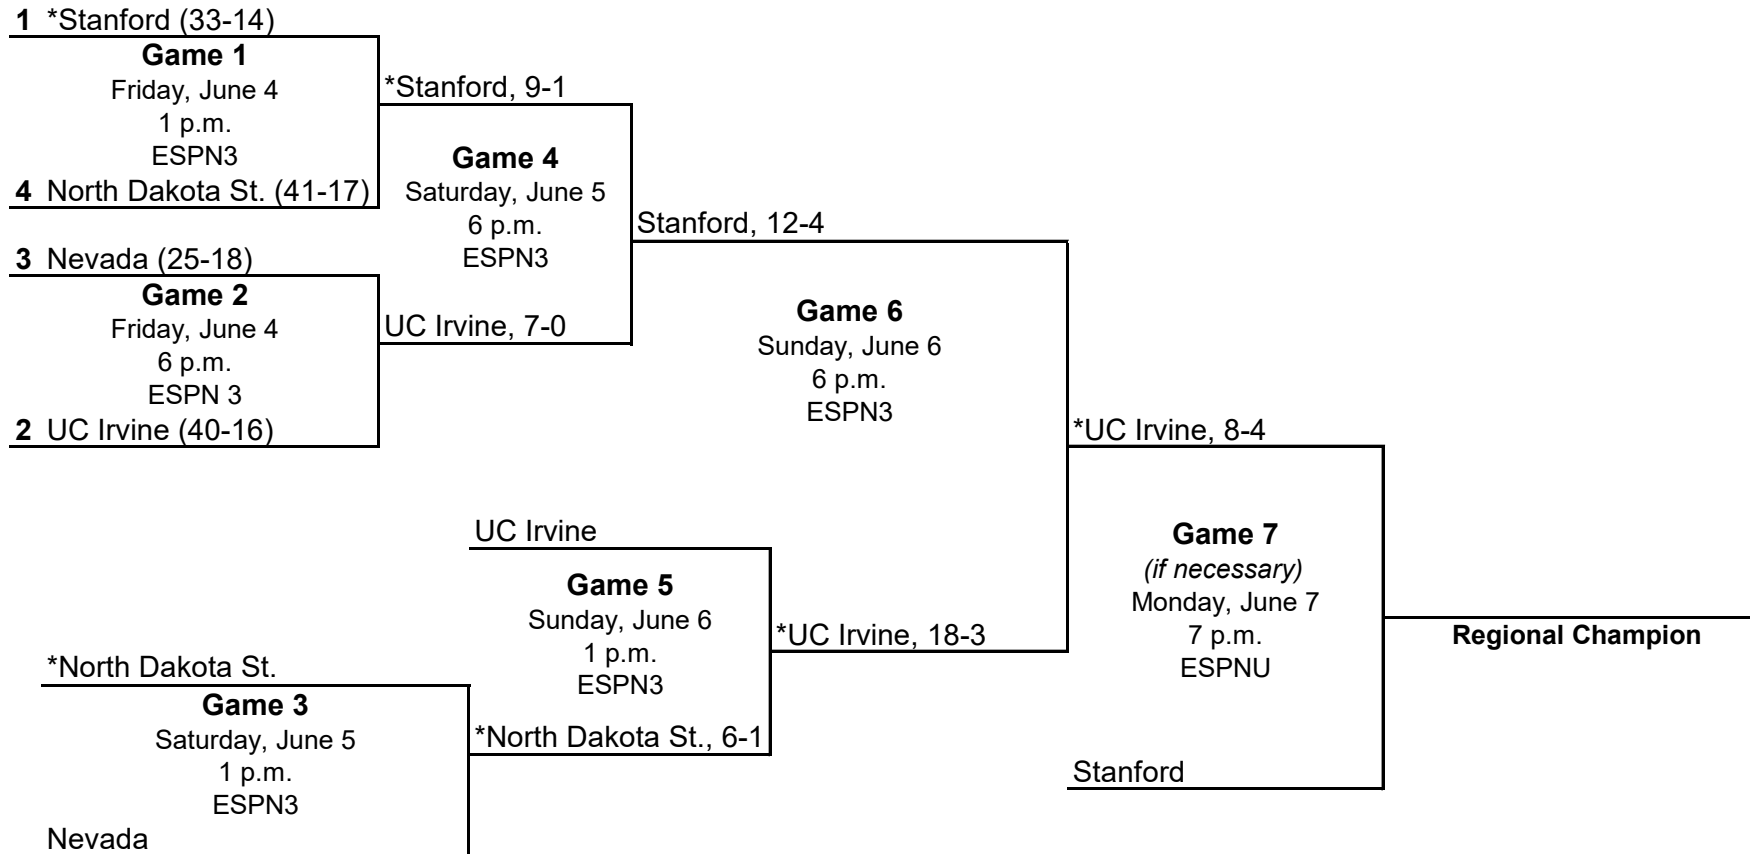 1 *Stanford (33-14)
Game 1
Friday, June 4
1 p.m.
ESPN3
4 North Dakota St. (41-17)
3 Nevada (25-18)
Game 2
Friday, June 4
6 p.m.
ESPN 3
2 UC Irvine (40-16)
*Stanford, 9-1
Game 4
Saturday, June 5
6 p.m.
ESPN3
UC Irvine, 7-0
Stanford, 12-4
Game 6
Sunday, June 6
6 p.m.
ESPN3
*UC Irvine, 18-3
UC Irvine
Game 5
Sunday, June 6
1 p.m.
ESPN3
*North Dakota St., 6-1
*North Dakota St.
Game 3
Saturday, June 5
1 p.m.
ESPN3
Nevada
*UC Irvine, 8-4
Game 7
(if necessary)
Monday, June 7
7 p.m.
ESPNU
Stanford
Regional Champion